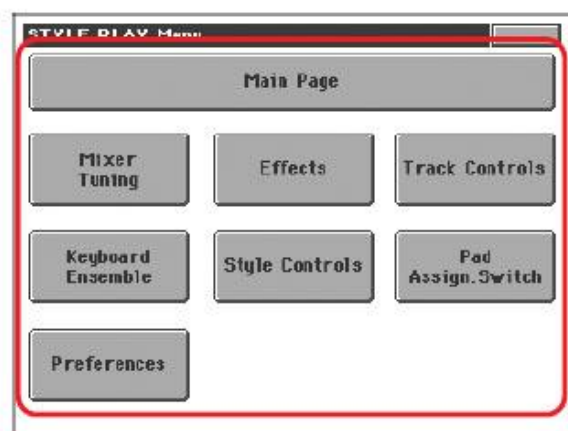 STYLE PLAY Menu
Main Page
Mixer
Tuning
Effects
Track Controls
Keyboard
Ensemble
Style Controls
Pad
Assign.Switch
Preferences